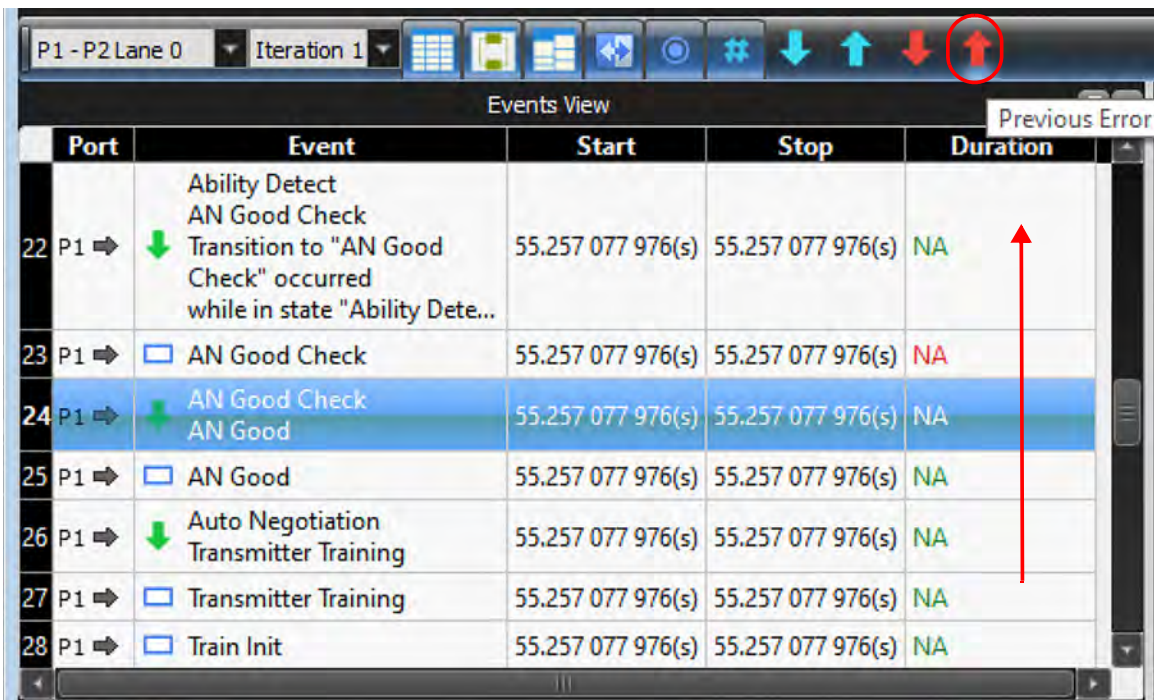 P1 - P2 Lane 0 Iteration 1
Events View
Previous Error
Port Event Start Stop Duration
22 P1 Ability Detect
AN Good Check
Transition to "AN Good
Check" occurred
while in state "Ability Dete...
55.257 077 976(s) 55.257 077 976(s) NA
23 P1 AN Good Check 55.257 077 976(s) 55.257 077 976(s) NA
24 P1 AN Good Check
AN Good
55.257 077 976(s) 55.257 077 976(s) NA
25 P1 AN Good 55.257 077 976(s) 55.257 077 976(s) NA
26 P1 Auto Negotiation
Transmitter Training
55.257 077 976(s) 55.257 077 976(s) NA
27 P1 Transmitter Training 55.257 077 976(s) 55.257 077 976(s) NA
28 P1 Train Init 55.257 077 976(s) 55.257 077 976(s) NA